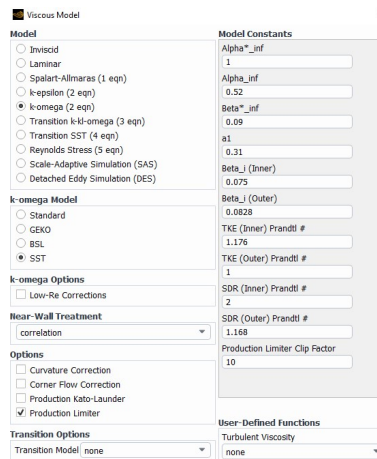 Viscous Model
Model
Inviscid
Laminar
Spalart-Allmaras (1 eqn)
k-epsilon (2 eqn)
k-omega (2 eqn)
Transition k-kl-omega (3 eqn)
Transition SST (4 eqn)
Reynolds Stress (5 eqn)
Scale-Adaptive Simulation (SAS)
Detached Eddy Simulation (DES)
k-omega Model
Standard
GEKO
BSL
SST
k-omega Options
Low-Re Corrections
Near-Wall Treatment
correlation
Options
Curvature Correction
Corner Flow Correction
Production Kato-Launder
Production Limiter
Transition Options
Transition Model none
Model Constants
Alpha*_inf
1
Alpha_inf
0.52
Beta*_inf
0.09
a1
0.31
Beta_i (Inner)
0.075
Beta_i (Outer)
0.0828
TKE (Inner) Prandtl #
1.176
TKE (Outer) Prandtl #
1
SDR (Inner) Prandtl #
2
SDR (Outer) Prandtl #
1.168
Production Limiter Clip Factor
10
User-Defined Functions
Turbulent Viscosity
none